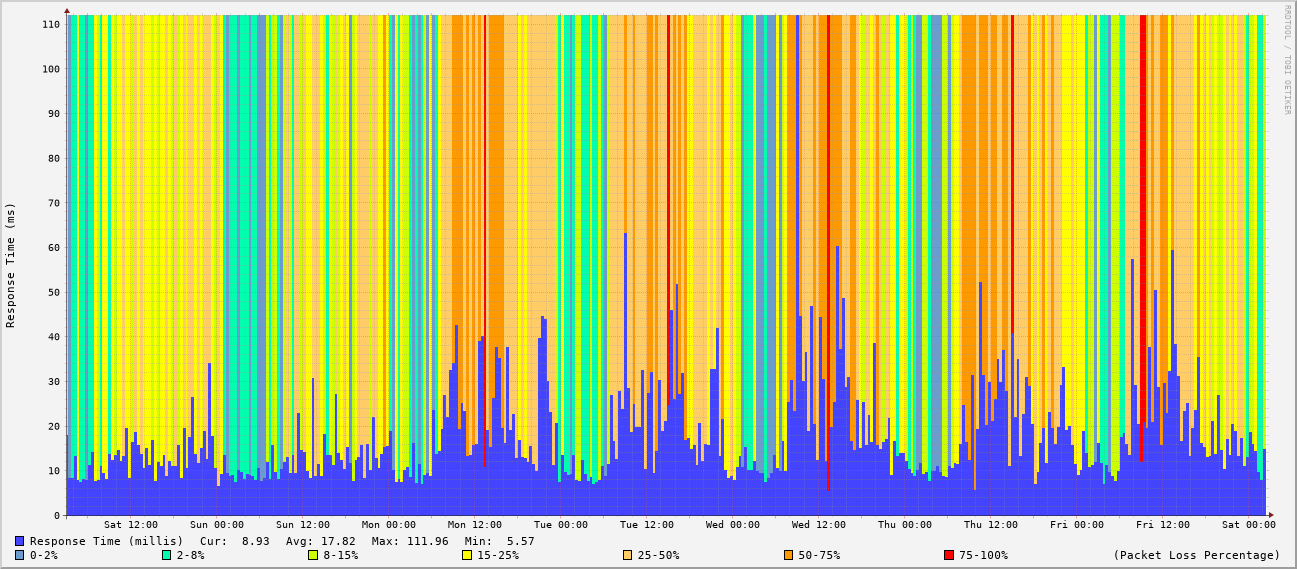 RRDTOOL / TOBI OETIKER
Response Time (ms)
110
100
90
80
70
60
50
40
30
20
10
0
Sat 12:00 Sun 00:00 Sun 12:00 Mon 00:00 Mon 12:00 Tue 00:00 Tue 12:00 Wed 00:00 Wed 12:00 Thu 00:00 Thu 12:00 Fri 00:00 Fri 12:00 Sat 00:00
Response Time (millis) Cur: 8.93 Avg: 17.82 Max: 111.96 Min: 5.57
0-2% 2-8% 8-15% 15-25% 25-50% 50-75% 75-100% (Packet Loss Percentage)